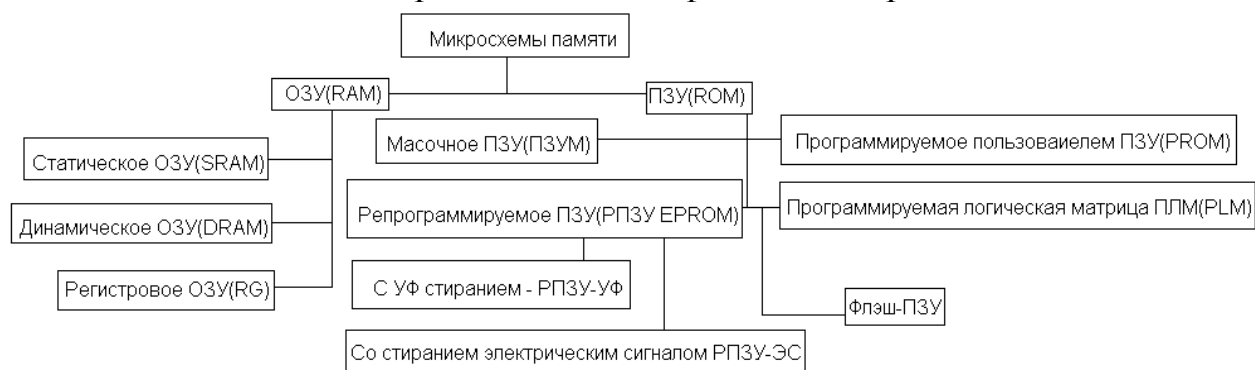 Микросхемы памяти
ОЗУ(RAM)
ПЗУ(ROM)
Масочное ПЗУ(ПЗУМ)
Программируемое пользоваиелем ПЗУ(PROM)
Статическое ОЗУ(SRAM)
Репрограммируемое ПЗУ(РПЗУ EPROM)
Программируемая логическая матрица ПЛМ(PLM)
Динамическое ОЗУ(DRAM)
С УФ стиранием - РПЗУ-УФ
Регистровое ОЗУ(RG)
Флэш-ПЗУ
Со стиранием электрическим сигналом РПЗУ-ЭС